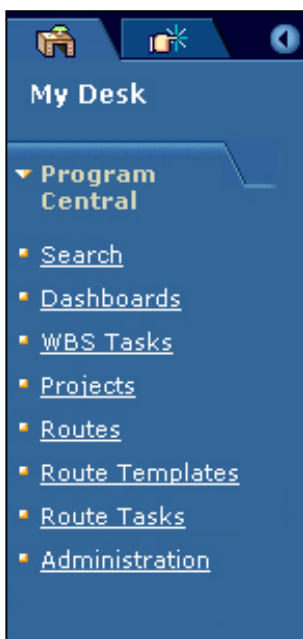 My Desk
Program
Central
Search
Dashboards
WBS Tasks
Projects
Routes
Route Templates
Route Tasks
Administration